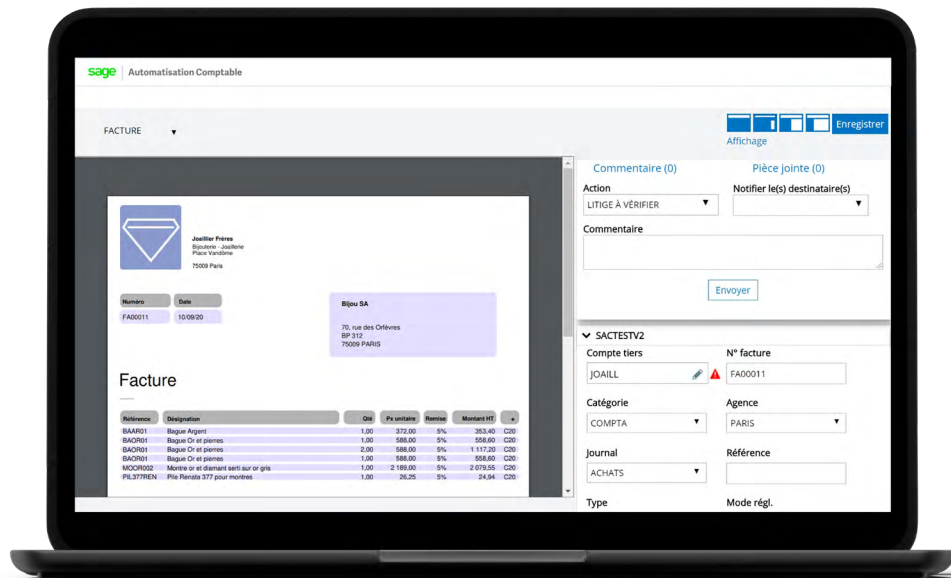 sage Automatisation Comptable
FACTURE
Enregistrer
Affichage
Joaillier Frères
Bijouterie - Joaillerie
Place Vandôme
75009 Paris
Numéro Date
FA00011 10/09/20
Bijou SA
70, rue des Orfèvres
BP 312
75009 PARIS
Facture
Référence Désignation Qté Px unitaire Remise Montant HT +
BAAR01 Bague Argent 1,00 372,00 5% 353,40 C20
BAOR01 Bague Or et pierres 1,00 588,00 5% 558,60 C20
BAOR01 Bague Or et pierres 2,00 588,00 5% 1 117,20 C20
BAOR01 Bague Or et pierres 1,00 588,00 5% 558,60 C20
MOOR002 Montre or et diamant serti sur or gris 1,00 2 189,00 5% 2 079,55 C20
PIL377REN Pile Renata 377 pour montres 1,00 26,25 5% 24,94 C20
Commentaire (0) Pièce jointe (0)
Action Notifier le(s) destinataire(s)
LITIGE À VÉRIFIER
Commentaire
Envoyer
SACTESTV2
Compte tiers N° facture
JOAILL FA00011
Catégorie Agence
COMPTA PARIS
Journal Référence
ACHATS
Type Mode régl.